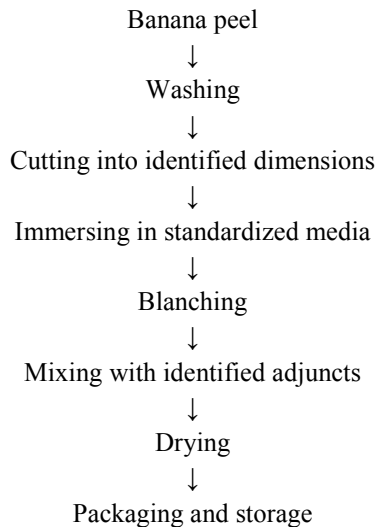 Banana peel
↓
Washing
↓
Cutting into identified dimensions
↓
Immersing in standardized media
↓
Blanching
↓
Mixing with identified adjuncts
↓
Drying
↓
Packaging and storage